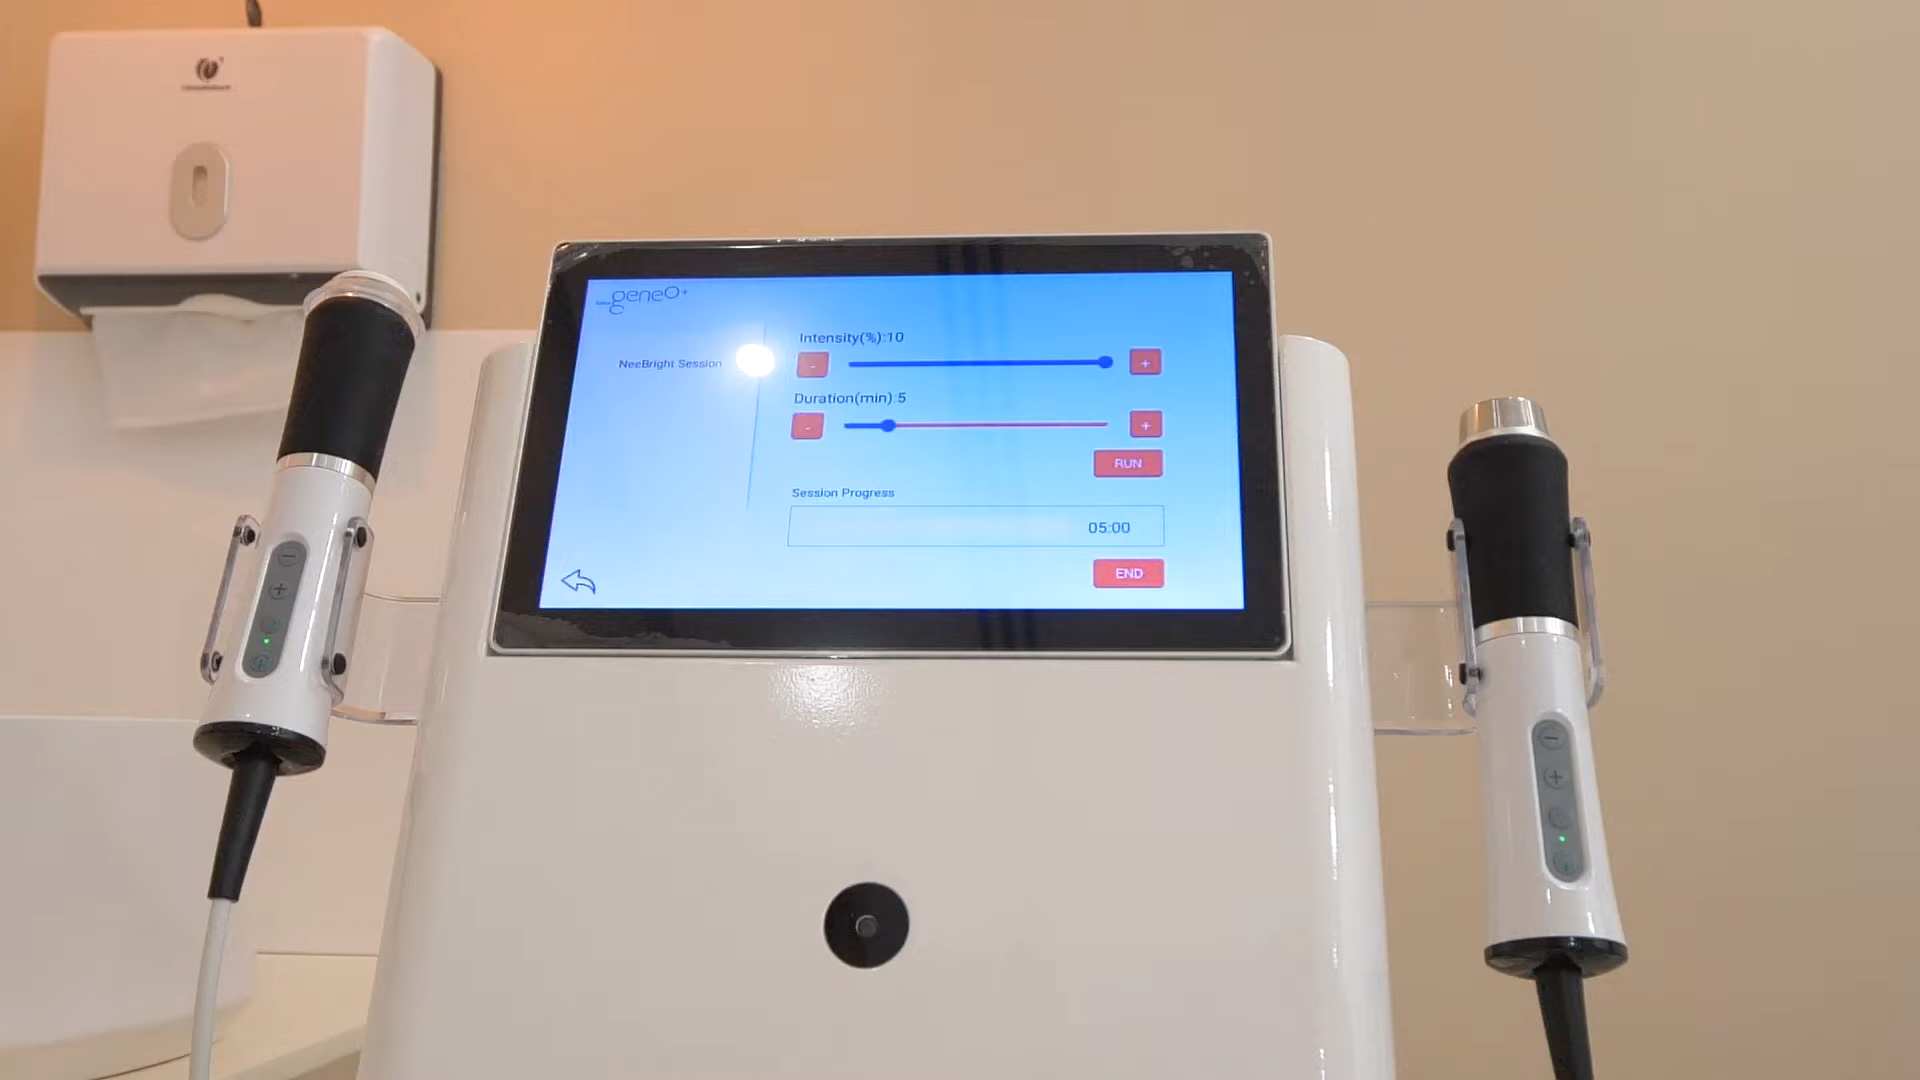 geneO+
NeeBright Session
Intensity(%):10
-
+
Duration(min):5
-
+
RUN
Session Progress
05:00
END